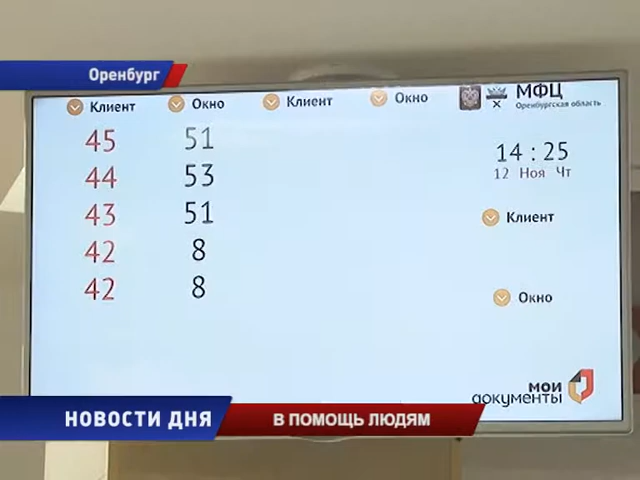 Оренбург
Клиент Окно Клиент Окно МФЦ
Оренбургская область
45 51
44 53
43 51
42 8
42 8
14 : 25
12 Ноя Чт
Клиент
Окно
мои
документы
НОВОСТИ ДНЯ В ПОМОЩЬ ЛЮДЯМ